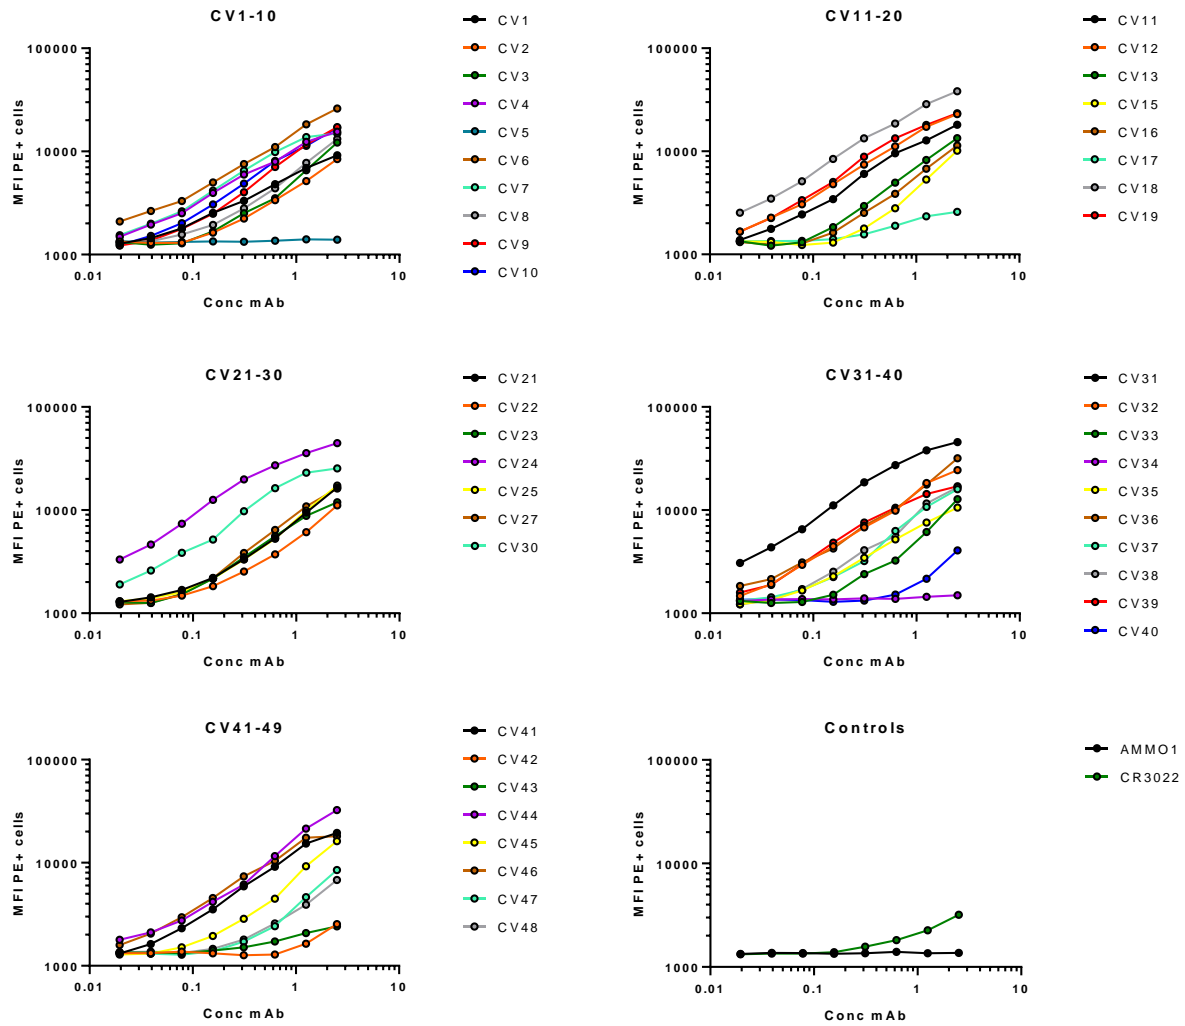 CV1-10
100000
10000
1000
0.01
0.1
1
10
MFI PE+ cells
Conc mAb
CV1
CV2
CV3
CV4
CV5
CV6
CV7
CV8
CV9
CV10
CV11-20
100000
10000
1000
0.01
0.1
1
10
MFI PE+ cells
Conc mAb
CV11
CV12
CV13
CV15
CV16
CV17
CV18
CV19
CV21-30
100000
10000
1000
0.01
0.1
1
10
MFI PE+ cells
Conc mAb
CV21
CV22
CV23
CV24
CV25
CV27
CV30
CV31-40
100000
10000
1000
0.01
0.1
1
10
MFI PE+ cells
Conc mAb
CV31
CV32
CV33
CV34
CV35
CV36
CV37
CV38
CV39
CV40
CV41-49
100000
10000
1000
0.01
0.1
1
10
MFI PE+ cells
Conc mAb
CV41
CV42
CV43
CV44
CV45
CV46
CV47
CV48
Controls
100000
10000
1000
0.01
0.1
1
10
MFI PE+ cells
Conc mAb
AMMO1
CR3022